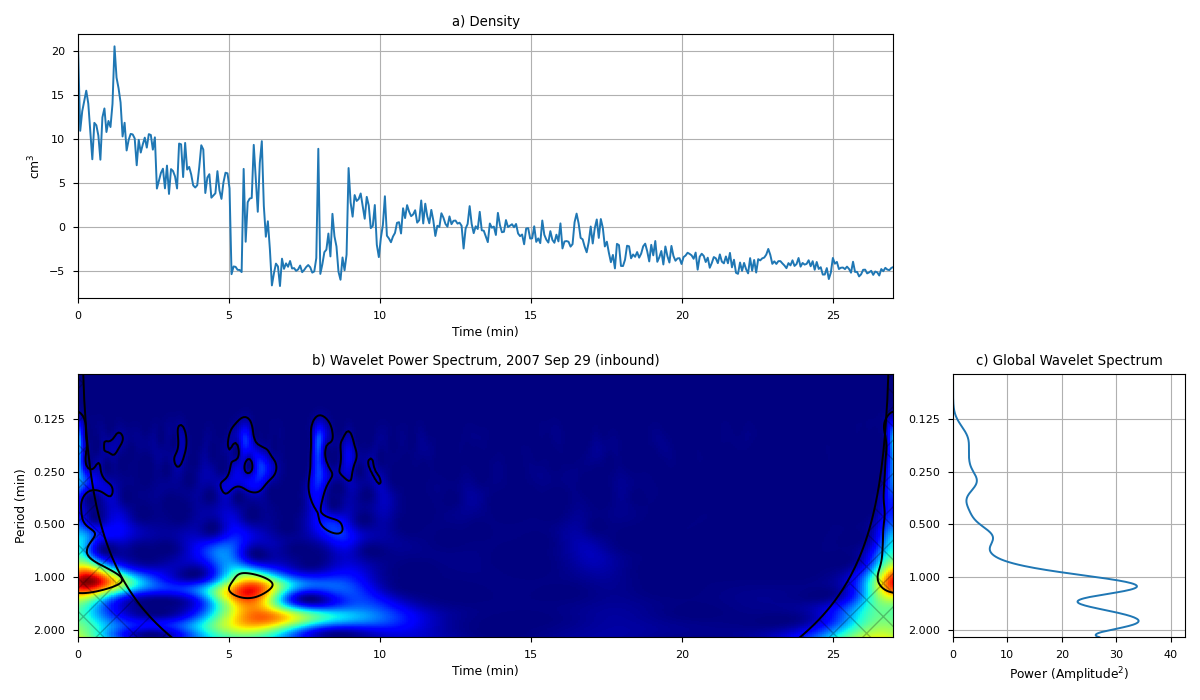 a) Density
20
15
10
5
0
−5
cm³
0 5 10 15 20 25
Time (min)
b) Wavelet Power Spectrum, 2007 Sep 29 (inbound)
0.125
0.250
0.500
1.000
2.000
Period (min)
0 5 10 15 20 25
Time (min)
c) Global Wavelet Spectrum
0.125
0.250
0.500
1.000
2.000
0 10 20 30 40
Power (Amplitude²)